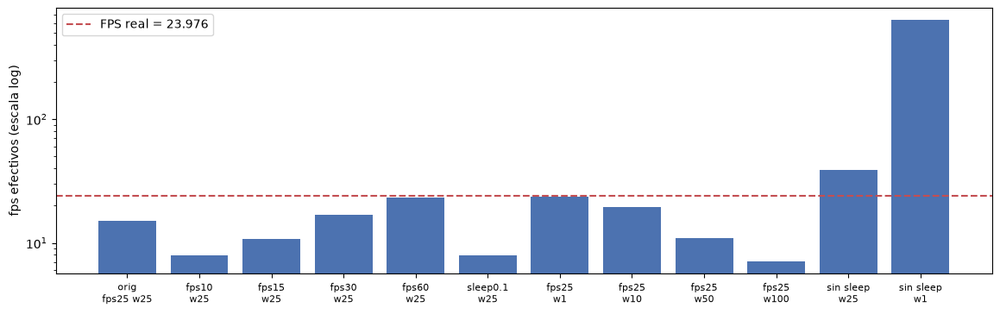 FPS real = 23.976
fps efectivos (escala log)
10²
10¹
orig
fps25 w25
fps10
w25
fps15
w25
fps30
w25
fps60
w25
sleep0.1
w25
fps25
w1
fps25
w10
fps25
w50
fps25
w100
sin sleep
w25
sin sleep
w1